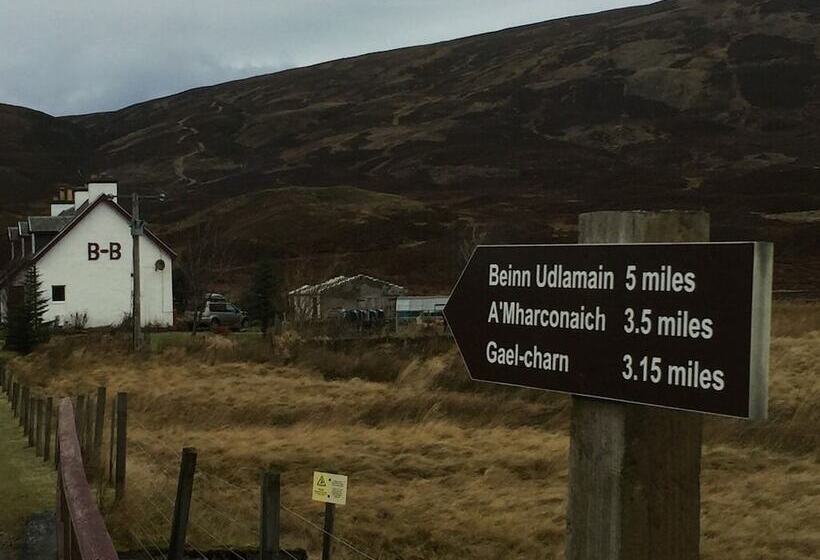 B-B
Beinn Udlamain 5 miles
A'Mharconaich 3.5 miles
Gael-charn 3.15 miles